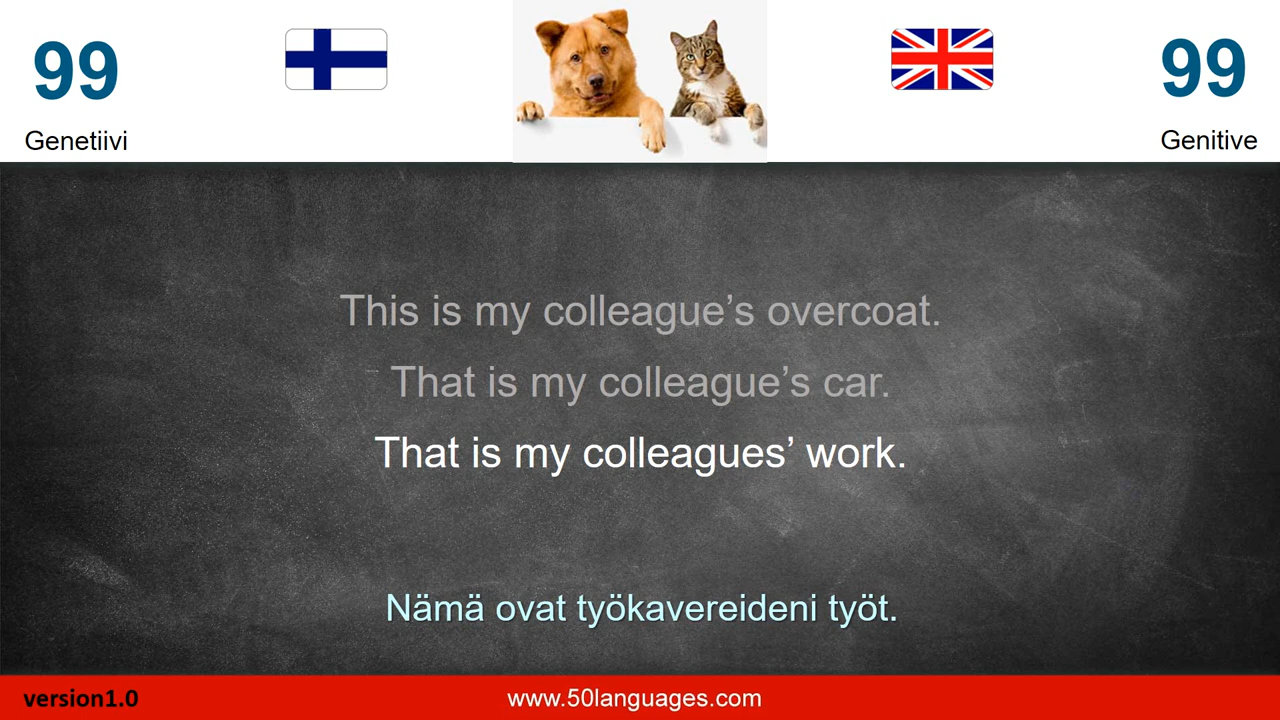 99
99
Genetiivi
Genitive
This is my colleague’s overcoat.
That is my colleague’s car.
That is my colleagues’ work.
Nämä ovat työkavereideni työt.
version1.0
www.50languages.com